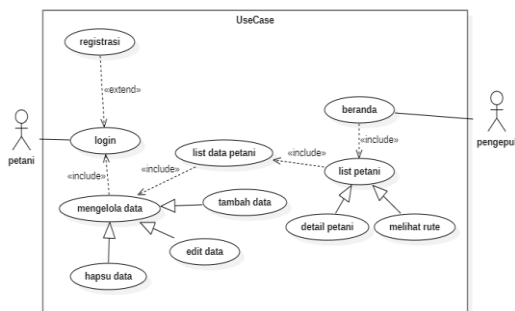 UseCase
registrasi
«extend»
beranda
petani
login
pengepul
list data petani
«include»
«include»
«include»
«include»
list petani
mengelola data
tambah data
detail petani
melihat rute
edit data
hapsu data